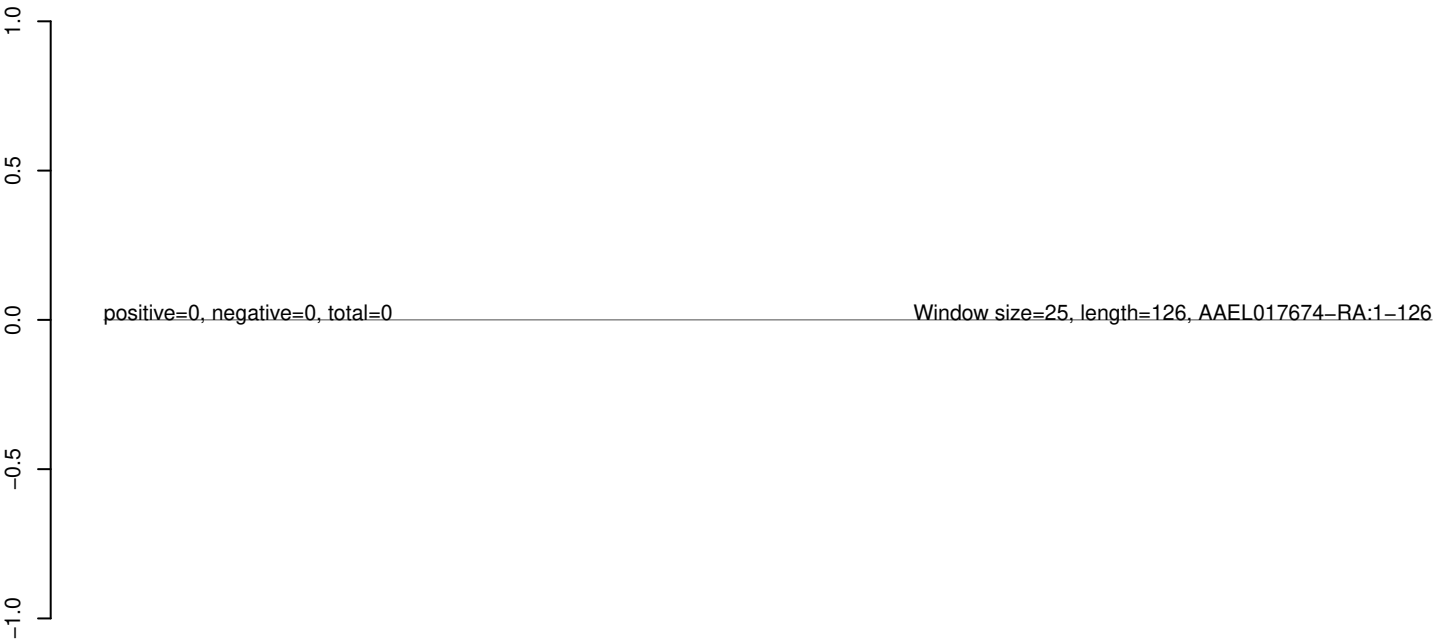 1.0
0.5
0.0
−0.5
−1.0
positive=0, negative=0, total=0
Window size=25, length=126, AAEL017674−RA:1−126